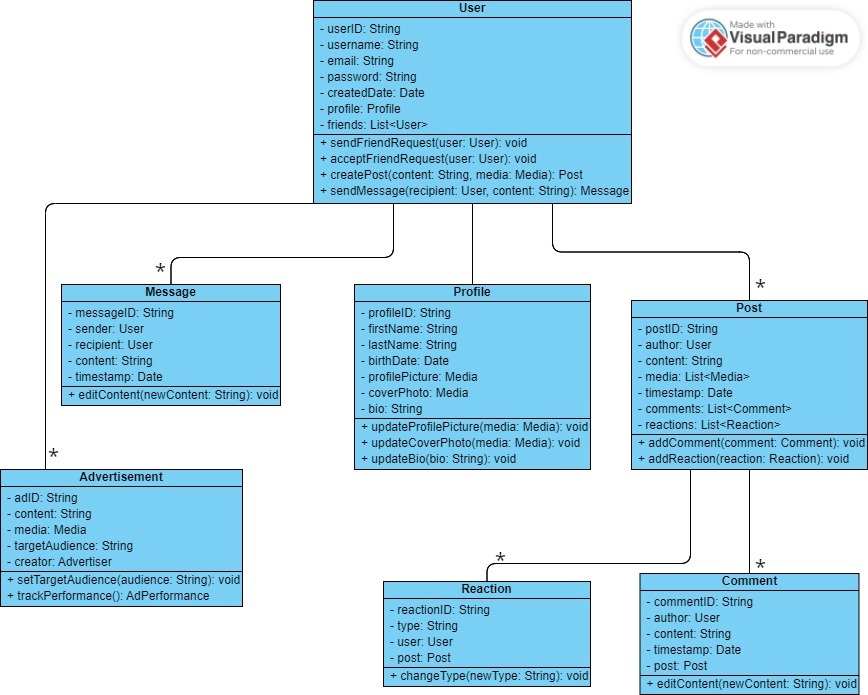 User
- userID: String
- username: String
- email: String
- password: String
- createdDate: Date
- profile: Profile
- friends: List<User>
+ sendFriendRequest(user: User): void
+ acceptFriendRequest(user: User): void
+ createPost(content: String, media: Media): Post
+ sendMessage(recipient: User, content: String): Message
Made with
Visual Paradigm
For non-commercial use
*
Message
- messageID: String
- sender: User
- recipient: User
- content: String
- timestamp: Date
+ editContent(newContent: String): void
Profile
- profileID: String
- firstName: String
- lastName: String
- birthDate: Date
- profilePicture: Media
- coverPhoto: Media
- bio: String
+ updateProfilePicture(media: Media): void
+ updateCoverPhoto(media: Media): void
+ updateBio(bio: String): void
*
Post
- postID: String
- author: User
- content: String
- media: List<Media>
- timestamp: Date
- comments: List<Comment>
- reactions: List<Reaction>
+ addComment(comment: Comment): void
+ addReaction(reaction: Reaction): void
*
Advertisement
- adID: String
- content: String
- media: Media
- targetAudience: String
- creator: Advertiser
+ setTargetAudience(audience: String): void
+ trackPerformance(): AdPerformance
*
Reaction
- reactionID: String
- type: String
- user: User
- post: Post
+ changeType(newType: String): void
*
Comment
- commentID: String
- author: User
- content: String
- timestamp: Date
- post: Post
+ editContent(newContent: String): void